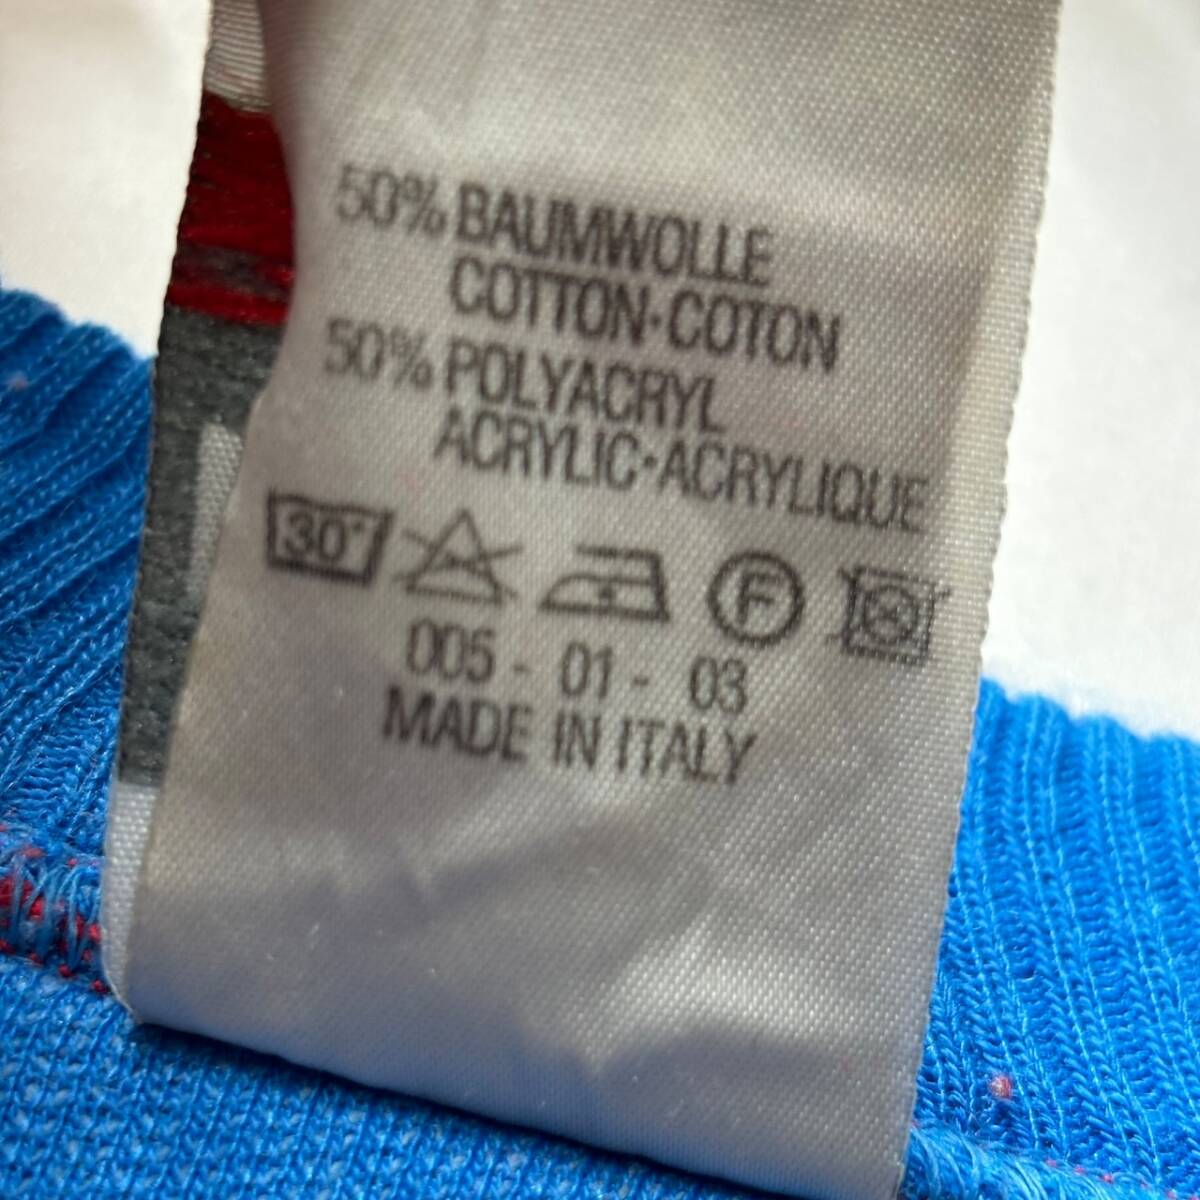 50% BAUMWOLLE
COTTON·COTON
50% POLYACRYL
ACRYLIC·ACRYLIQUE
30° F
005 - 01 - 03
MADE IN ITALY